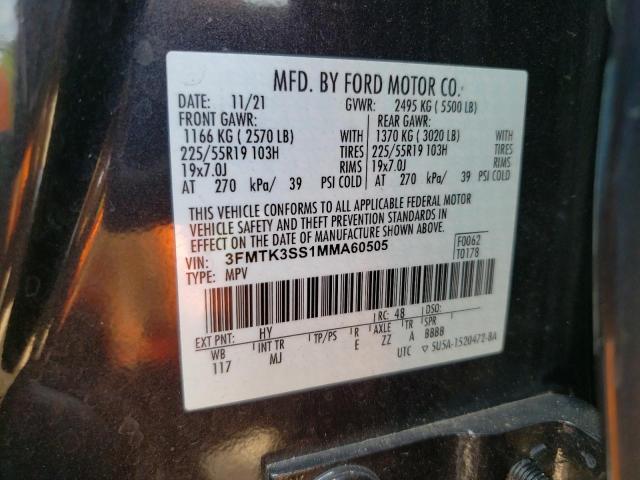 MFD. BY FORD MOTOR CO.
DATE: 11/21 GVWR: 2495 KG ( 5500 LB)
FRONT GAWR: REAR GAWR:
1166 KG ( 2570 LB) WITH 1370 KG ( 3020 LB) WITH
225/55R19 103H TIRES 225/55R19 103H TIRES
19x7.0J RIMS 19x7.0J RIMS
AT 270 kPa/ 39 PSI COLD AT 270 kPa/ 39 PSI COLD
THIS VEHICLE CONFORMS TO ALL APPLICABLE FEDERAL MOTOR
VEHICLE SAFETY AND THEFT PREVENTION STANDARDS IN
EFFECT ON THE DATE OF MANUFACTURE SHOWN ABOVE.
VIN: 3FMTK3SS1MMA60505 F0062
TYPE: MPV T0178
EXT PNT: HY RC: 48 DSO:
WB INT TR TP/PS R AXLE TR SPR
117 MJ E ZZ A BBBB
UTC ▽ 5U5A-1520472-BA